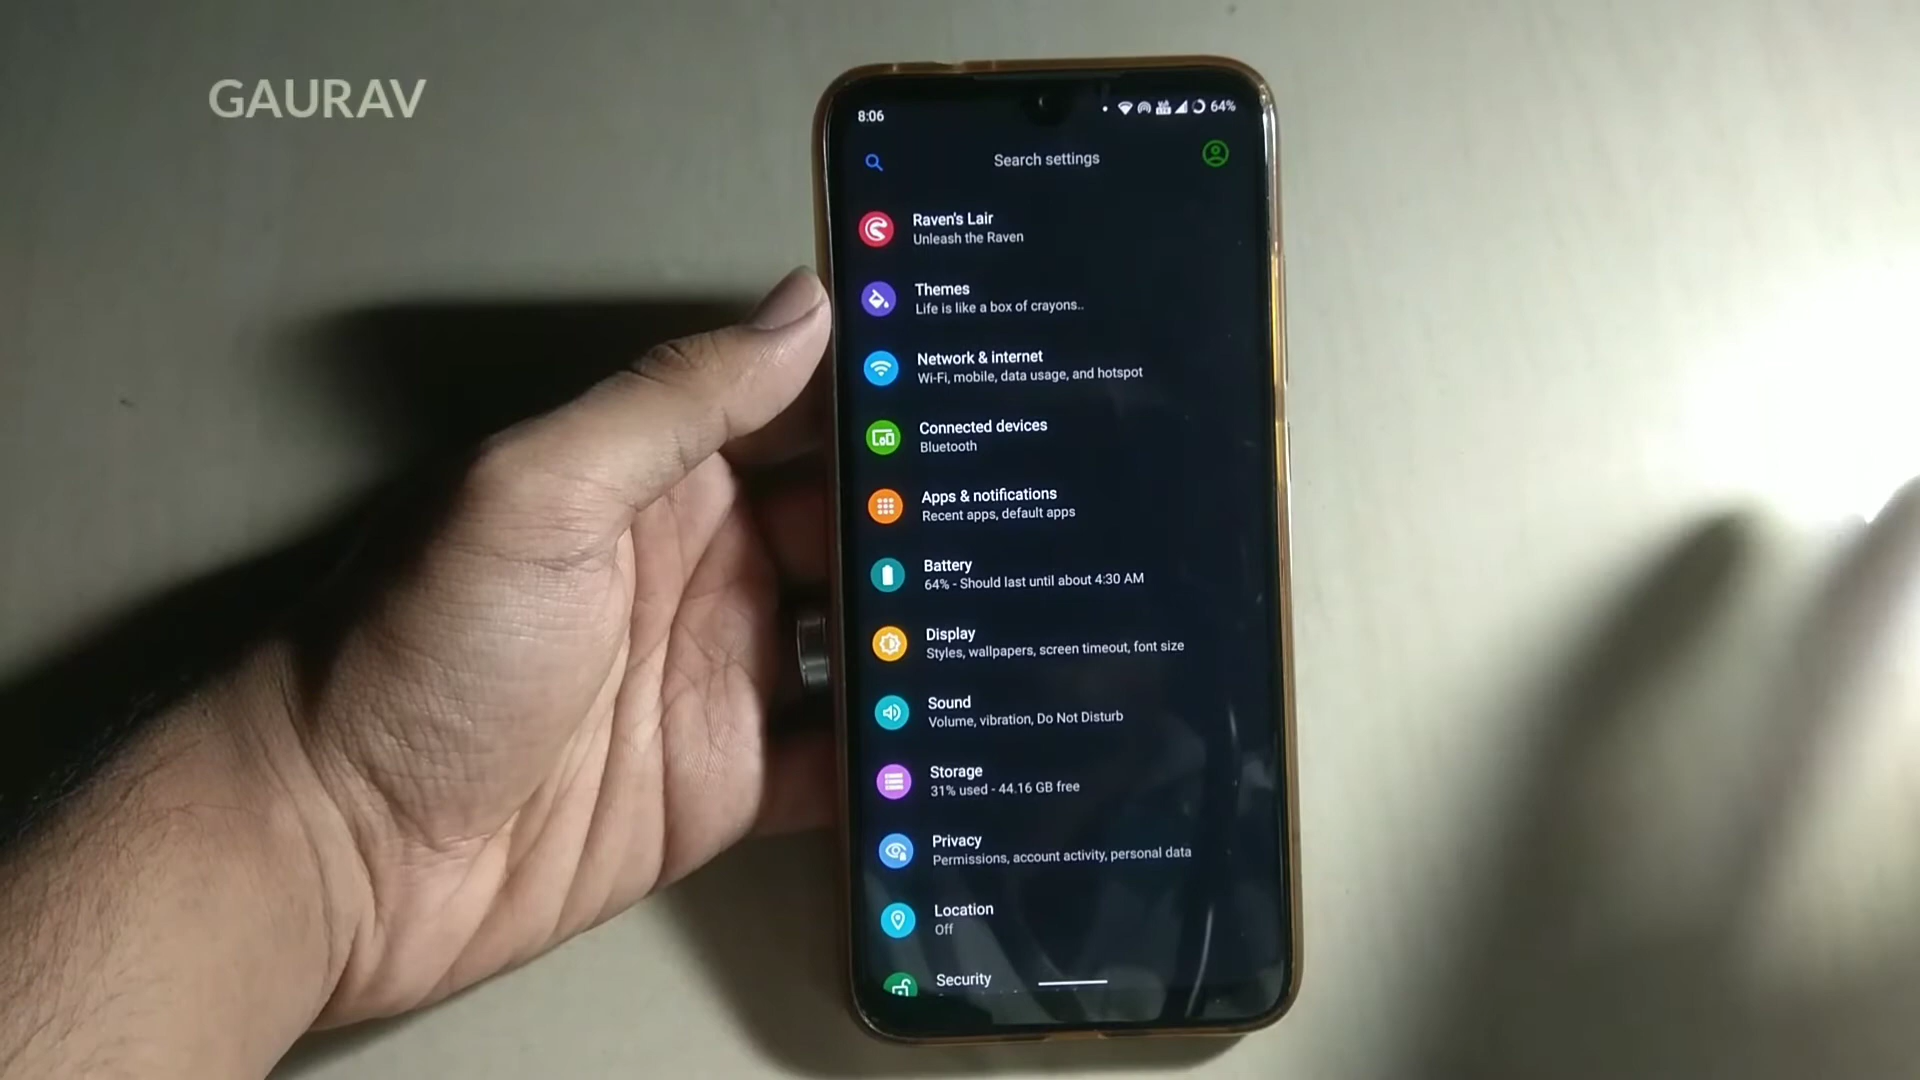 GAURAV
8:06
64%
Search settings
Raven's Lair
Unleash the Raven
Themes
Life is like a box of crayons..
Network & internet
Wi-Fi, mobile, data usage, and hotspot
Connected devices
Bluetooth
Apps & notifications
Recent apps, default apps
Battery
64% - Should last until about 4:30 AM
Display
Styles, wallpapers, screen timeout, font size
Sound
Volume, vibration, Do Not Disturb
Storage
31% used - 44.16 GB free
Privacy
Permissions, account activity, personal data
Location
Off
Security